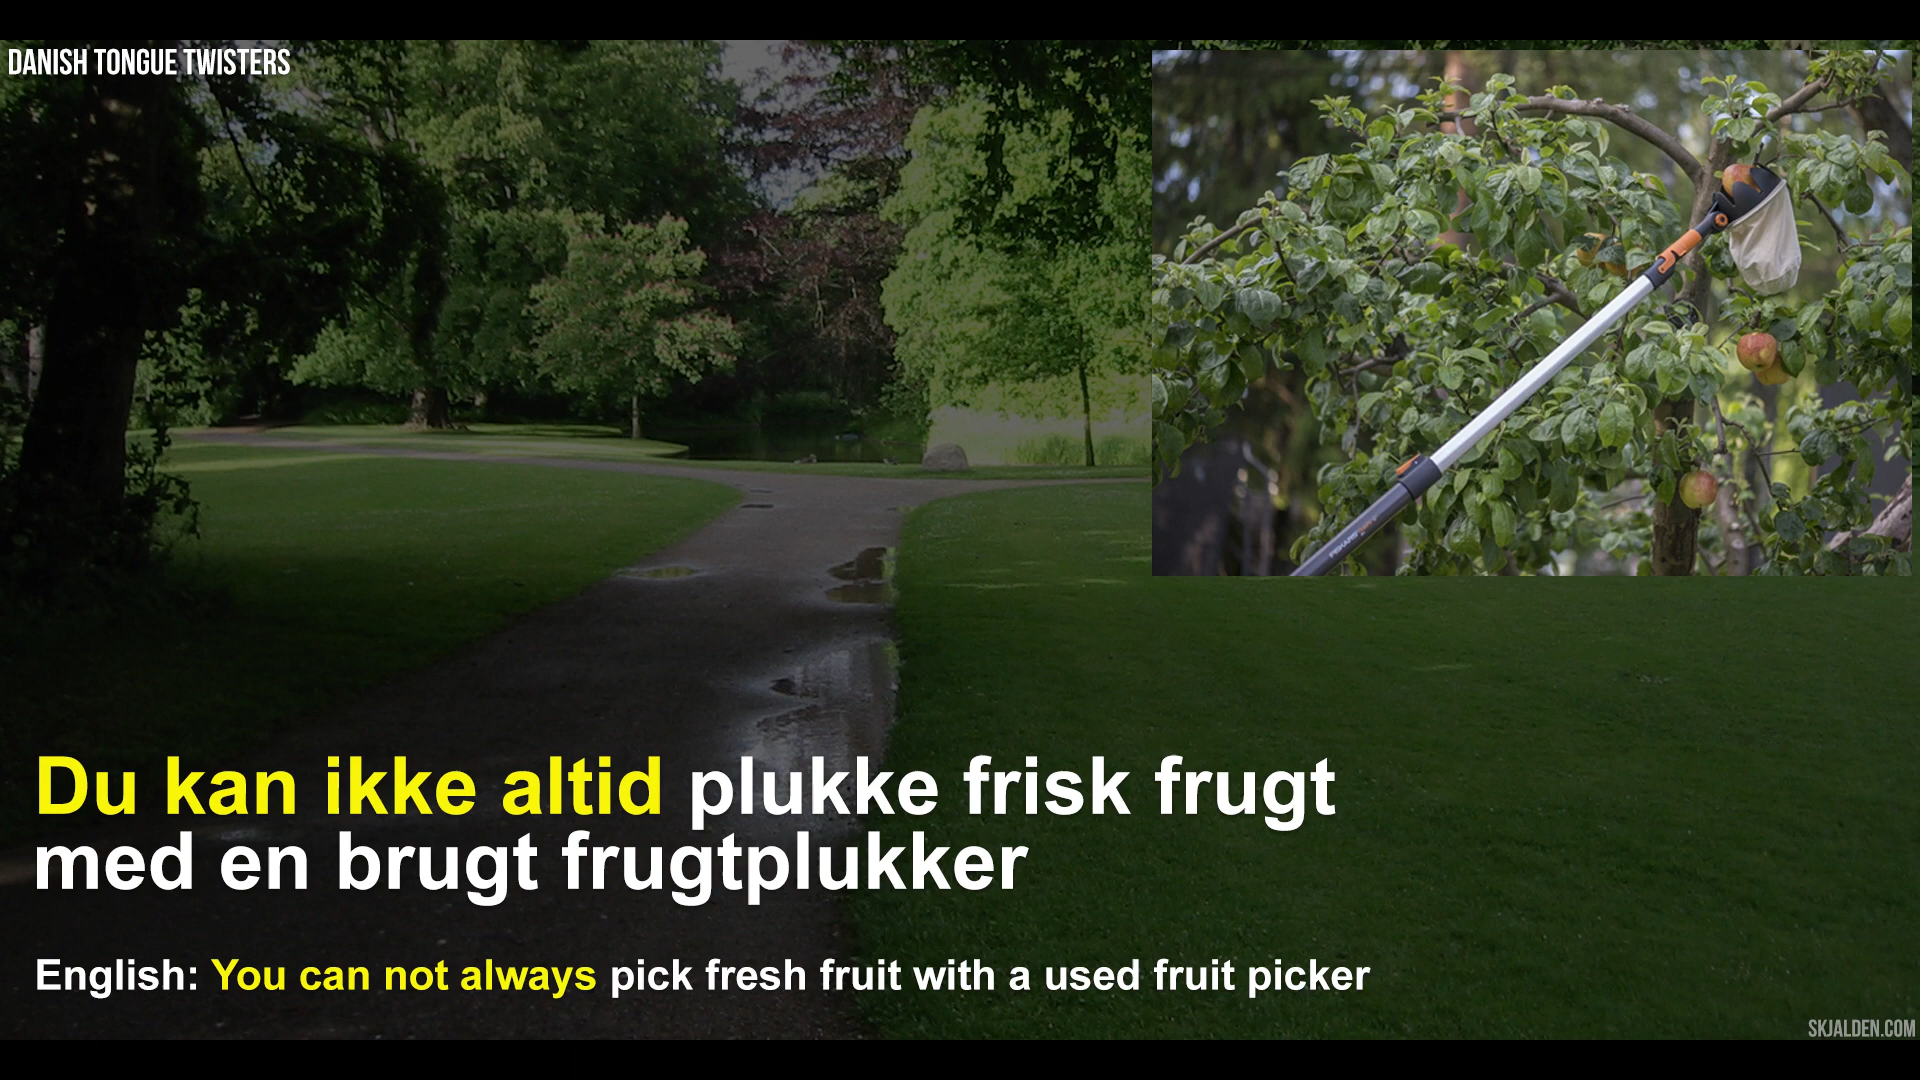 DANISH TONGUE TWISTERS
Du kan ikke altid plukke frisk frugt
med en brugt frugtplukker
English: You can not always pick fresh fruit with a used fruit picker
SKJALDEN.COM